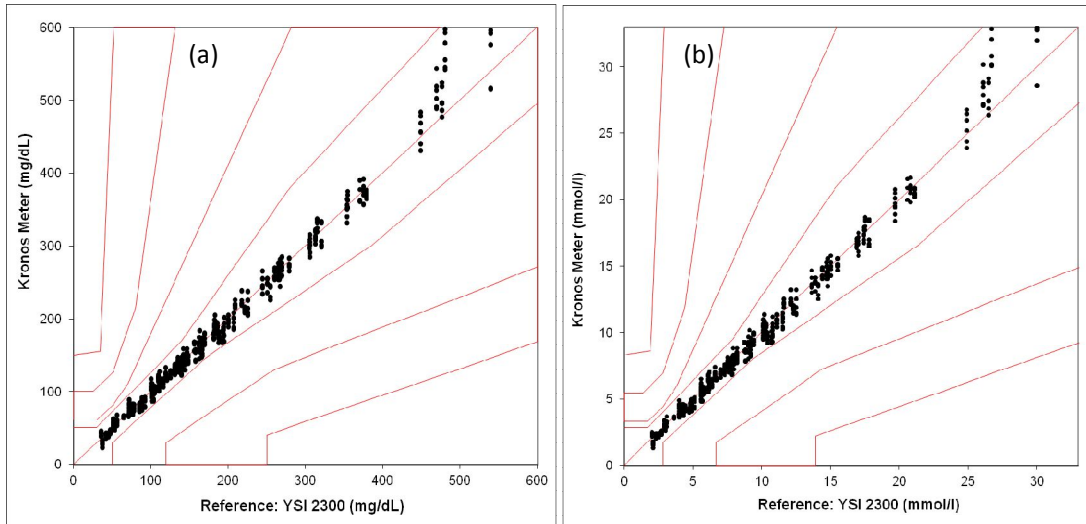 (a)
Kronos Meter (mg/dL)
600
500
400
300
200
100
0
0 100 200 300 400 500 600
Reference: YSI 2300 (mg/dL)
(b)
Kronos Meter (mmol/l)
30
25
20
15
10
5
0
0 5 10 15 20 25 30
Reference: YSI 2300 (mmol/l)